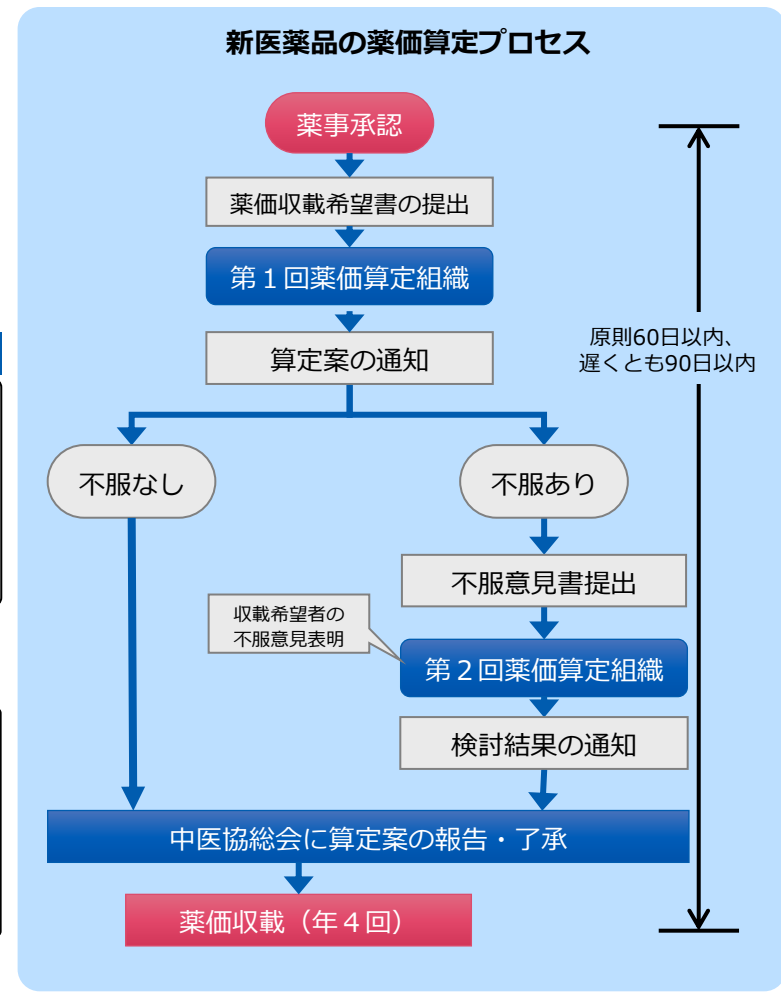 新医薬品の薬価算定プロセス
薬事承認
薬価収載希望書の提出
第１回薬価算定組織
算定案の通知
原則60日以内、
遅くとも90日以内
不服なし
不服あり
不服意見書提出
収載希望者の
不服意見表明
第２回薬価算定組織
検討結果の通知
中医協総会に算定案の報告・了承
薬価収載（年４回）